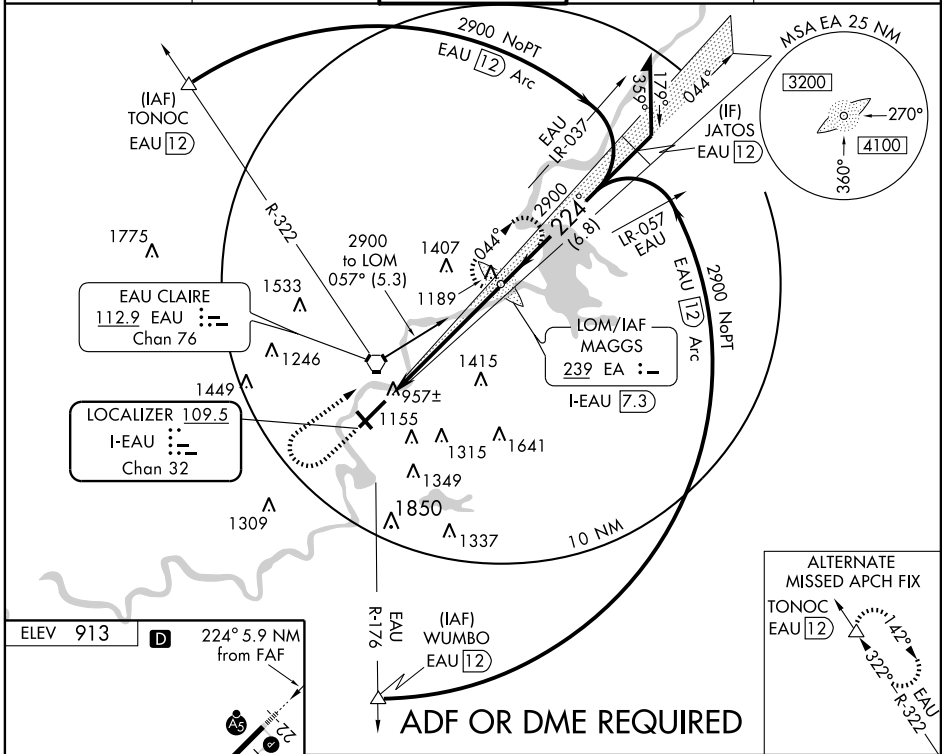 2900 NoPT
EAU 12 Arc
(IAF)
TONOC
EAU 12
EAU
LR-037
359°
179°
044°
(IF)
JATOS
EAU 12
MSA EA 25 NM
3200
270°
4100
360°
R-322
2900
224°
(6.8)
LR-057
EAU
1775
2900
to LOM
057° (5.3)
1407
044°
1189
EAU 12 Arc
2900 NoPT
1533
EAU CLAIRE
112.9 EAU
Chan 76
1246
1449
LOM/IAF
MAGGS
239 EA
I-EAU 7.3
1415
957±
LOCALIZER 109.5
I-EAU
Chan 32
1155
1315
1641
1349
1309
1850
1337
10 NM
EAU
R-176
(IAF)
WUMBO
EAU 12
ALTERNATE
MISSED APCH FIX
TONOC
EAU 12
142°
322°
EAU
R-322
ELEV 913
D
224° 5.9 NM
from FAF
A5
22
P
ADF OR DME REQUIRED